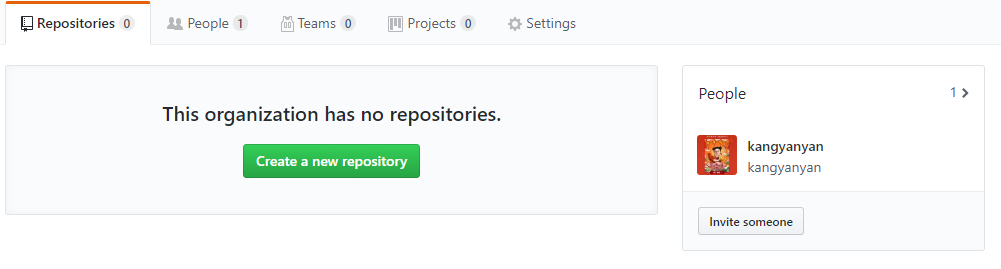 Repositories 0 People 1 Teams 0 Projects 0 Settings
This organization has no repositories.
Create a new repository
People 1
kangyanyan
kangyanyan
Invite someone